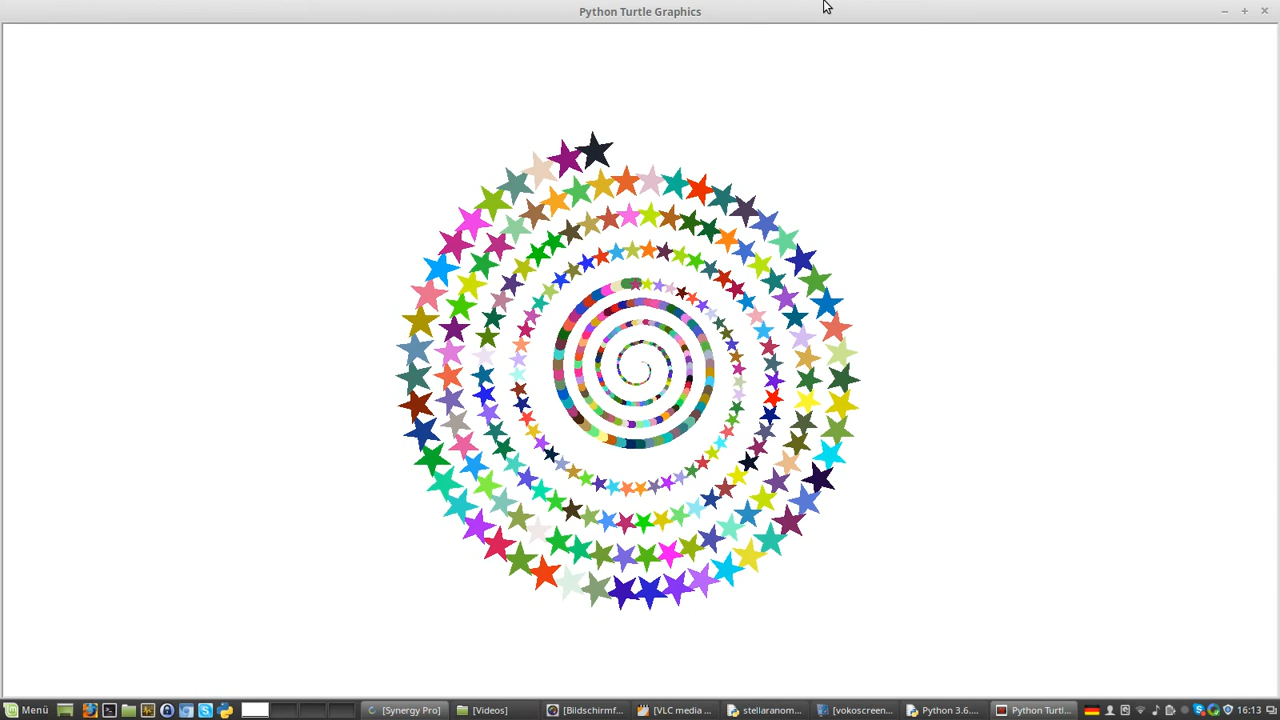 Python Turtle Graphics
Menü
[Synergy Pro]
[Videos]
[Bildschirmf...
[VLC media ...
stellaranom...
[vokoscreen...
Python 3.6....
Python Turtl...
16:13